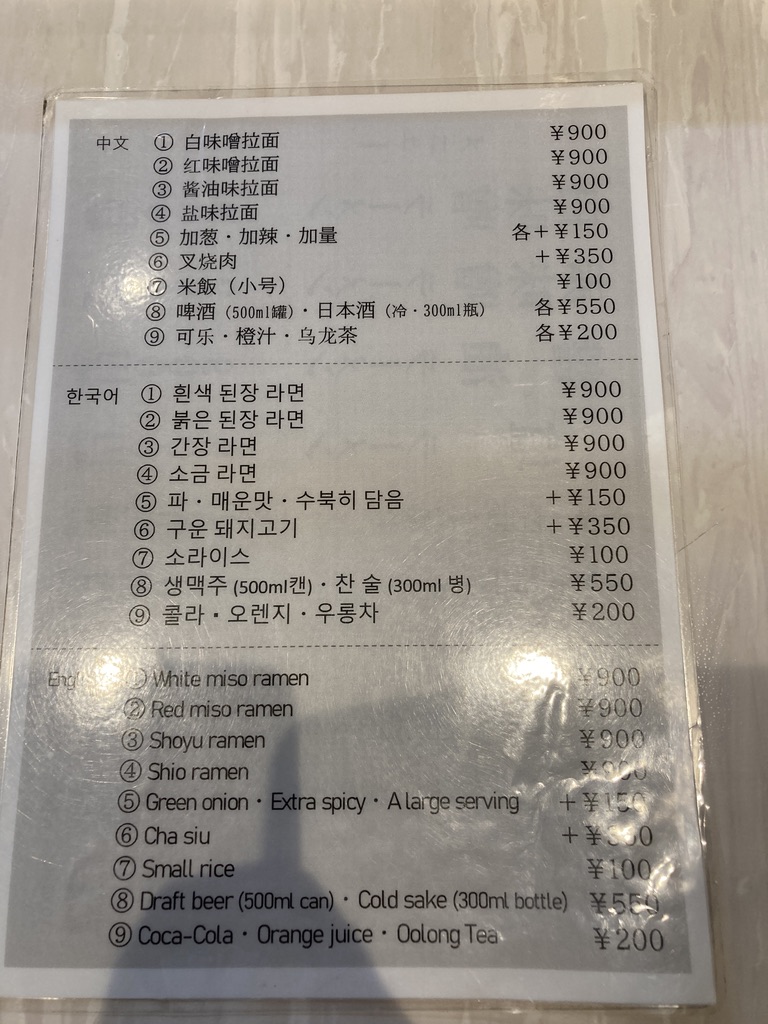 中文 ① 白味噌拉面 ¥900
② 红味噌拉面 ¥900
③ 酱油味拉面 ¥900
④ 盐味拉面 ¥900
⑤ 加葱・加辣・加量 各+¥150
⑥ 叉烧肉 +¥350
⑦ 米飯（小号） ¥100
⑧ 啤酒（500ml罐）・日本酒（冷・300ml瓶） 各¥550
⑨ 可乐・橙汁・乌龙茶 各¥200
한국어 ① 흰색 된장 라면 ¥900
② 붉은 된장 라면 ¥900
③ 간장 라면 ¥900
④ 소금 라면 ¥900
⑤ 파・매운맛・수북히 담음 +¥150
⑥ 구운 돼지고기 +¥350
⑦ 소라이스 ¥100
⑧ 생맥주 (500ml캔)・찬 술 (300ml 병) ¥550
⑨ 콜라・오렌지・우롱차 ¥200
① White miso ramen ¥900
② Red miso ramen ¥900
③ Shoyu ramen ¥900
④ Shio ramen ¥900
⑤ Green onion・Extra spicy・A large serving +¥150
⑥ Cha siu +¥350
⑦ Small rice ¥100
⑧ Draft beer (500ml can)・Cold sake (300ml bottle) ¥550
⑨ Coca-Cola・Orange juice・Oolong Tea ¥200